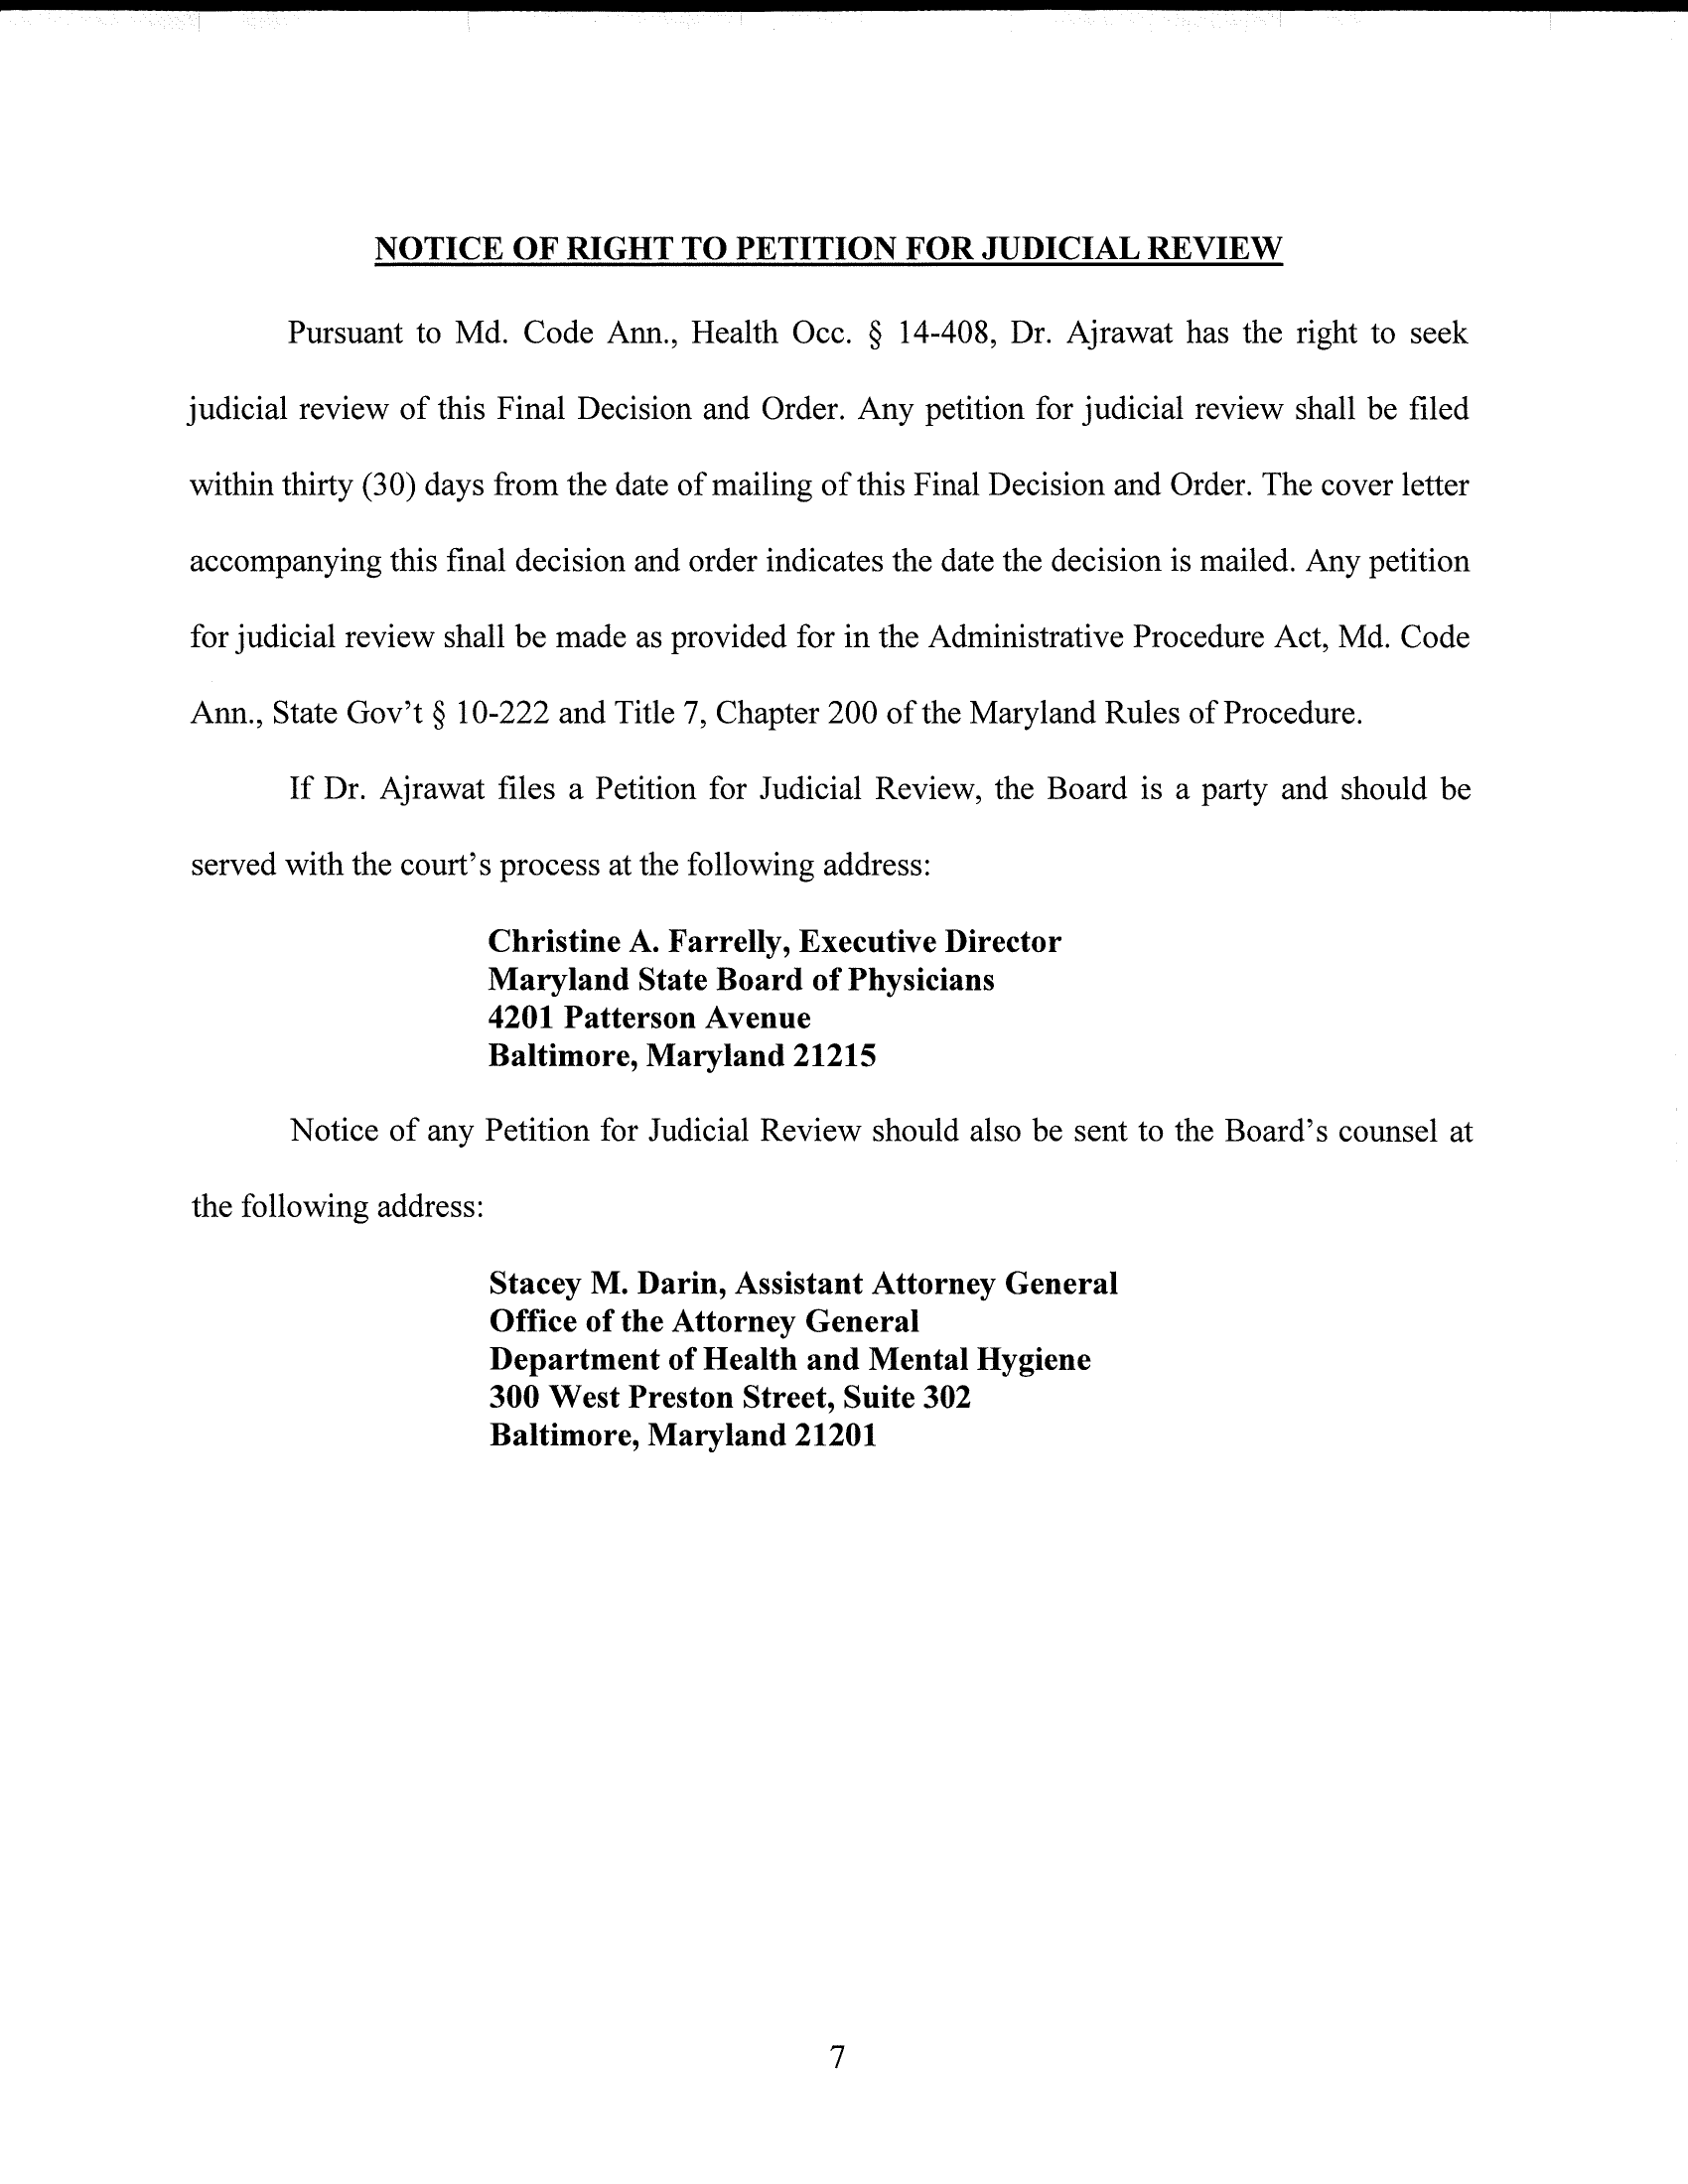 NOTICE OF RIGHT TO PETITION FOR JUDICIAL REVIEW
Pursuant to Md. Code Ann., Health Occ. § 14-408, Dr. Ajrawat has the right to seek
judicial review of this Final Decision and Order. Any petition for judicial review shall be filed
within thirty (30) days from the date of mailing of this Final Decision and Order. The cover letter
accompanying this final decision and order indicates the date the decision is mailed. Any petition
for judicial review shall be made as provided for in the Administrative Procedure Act, Md. Code
Ann., State Gov't § 10-222 and Title 7, Chapter 200 of the Maryland Rules of Procedure.
If Dr. Ajrawat files a Petition for Judicial Review, the Board is a party and should be
served with the court's process at the following address:
Christine A. Farrelly, Executive Director
Maryland State Board of Physicians
4201 Patterson Avenue
Baltimore, Maryland 21215
Notice of any Petition for Judicial Review should also be sent to the Board's counsel at
the following address:
Stacey M. Darin, Assistant Attorney General
Office of the Attorney General
Department of Health and Mental Hygiene
300 West Preston Street, Suite 302
Baltimore, Maryland 21201
7